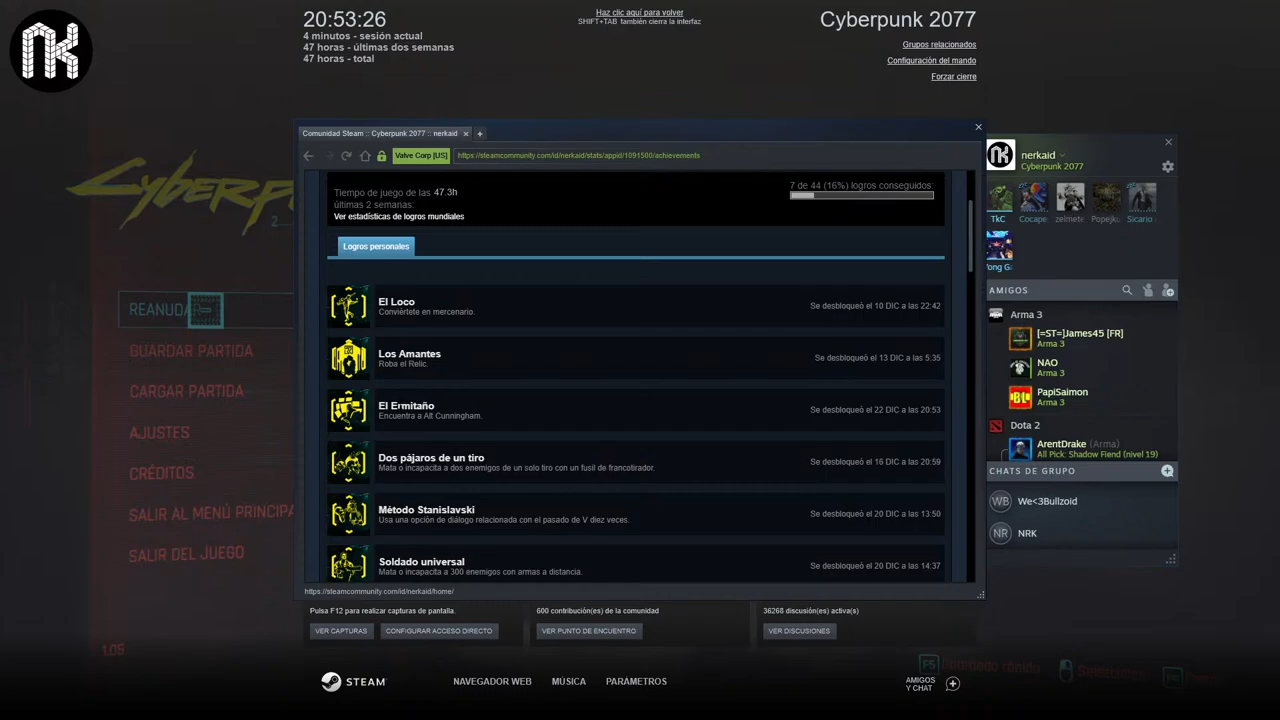 20:53:26
4 minutos - sesión actual
47 horas - últimas dos semanas
47 horas - total
Haz clic aquí para volver
SHIFT+TAB también cierra la interfaz
Cyberpunk 2077
Grupos relacionados
Configuración del mando
Forzar cierre
Comunidad Steam :: Cyberpunk 2077 :: nerkaid
Valve Corp [US]
https://steamcommunity.com/id/nerkaid/stats/appid/1091500/achievements
Tiempo de juego de las 47.3h
últimas 2 semanas:
Ver estadísticas de logros mundiales
7 de 44 (16%) logros conseguidos:
Logros personales
El Loco
Conviértete en mercenario.
Se desbloqueó el 10 DIC a las 22:42
Los Amantes
Roba el Relic.
Se desbloqueó el 13 DIC a las 5:35
El Ermitaño
Encuentra a Alt Cunningham.
Se desbloqueó el 22 DIC a las 20:53
Dos pájaros de un tiro
Mata o incapacita a dos enemigos de un solo tiro con un fusil de francotirador.
Se desbloqueó el 16 DIC a las 20:59
Método Stanislavski
Usa una opción de diálogo relacionada con el pasado de V diez veces.
Se desbloqueó el 20 DIC a las 13:50
Soldado universal
Mata o incapacita a 300 enemigos con armas a distancia.
Se desbloqueó el 20 DIC a las 14:37
https://steamcommunity.com/id/nerkaid/home/
nerkaid
Cyberpunk 2077
TkC
Cocape
zelmete
Popejku
Sicario
AMIGOS
Arma 3
[=ST=]James45 [FR]
Arma 3
NAO
Arma 3
PapiSaimon
Arma 3
Dota 2
ArentDrake (Arma)
All Pick: Shadow Fiend (nivel 19)
CHATS DE GRUPO
WB We<3Bullzoid
NR NRK
CYBERP
REANUDAR
GUARDAR PARTIDA
CARGAR PARTIDA
AJUSTES
CRÉDITOS
SALIR AL MENÚ PRINCIPA
SALIR DEL JUEGO
1.05
Pulsa F12 para realizar capturas de pantalla.
VER CAPTURAS
CONFIGURAR ACCESO DIRECTO
600 contribución(es) de la comunidad
VER PUNTO DE ENCUENTRO
36268 discusión(es) activa(s)
VER DISCUSIONES
STEAM
NAVEGADOR WEB
MÚSICA
PARÁMETROS
AMIGOS
Y CHAT
F5